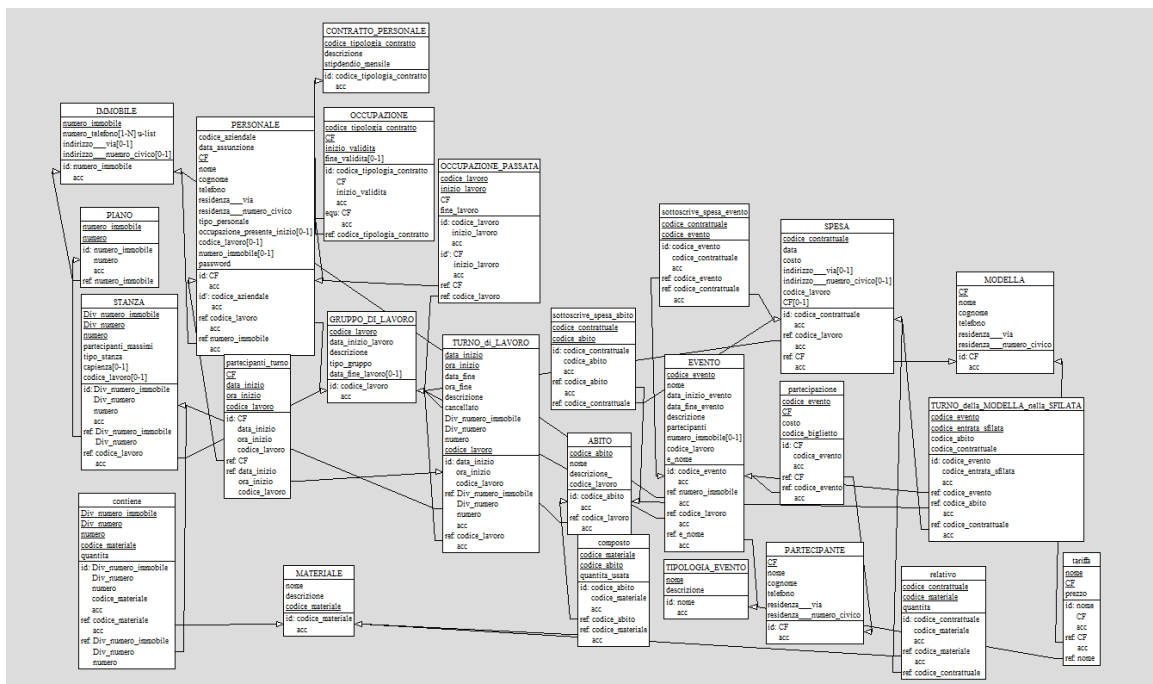 CONTRATTO_PERSONALE
codice_tipologia_contratto
descrizione
stipdendio_mensile
id: codice_tipologia_contratto
acc
IMMOBILE
numero_immobile
numero_telefono[1-N] u-list
indirizzo___via[0-1]
indirizzo___nuemro_civico[0-1]
id: numero_immobile
acc
PERSONALE
codice_aziendale
data_assunzione
CF
nome
cognome
telefono
residenza___via
residenza___numero_civico
tipo_personale
occupazione_presente_inizio[0-1]
codice_lavoro[0-1]
numero_immobile[0-1]
password
id: CF
acc
id': codice_aziendale
acc
ref: codice_lavoro
acc
ref: numero_immobile
acc
OCCUPAZIONE
codice_tipologia_contratto
CF
inizio_validita
fine_validita[0-1]
id: codice_tipologia_contratto
CF
inizio_validita
acc
equ: CF
acc
ref: codice_tipologia_contratto
OCCUPAZIONE_PASSATA
codice_lavoro
inizio_lavoro
CF
fine_lavoro
id: codice_lavoro
inizio_lavoro
acc
id': CF
inizio_lavoro
acc
ref: CF
ref: codice_lavoro
PIANO
numero_immobile
numero
id: numero_immobile
numero
acc
ref: numero_immobile
STANZA
Div_numero_immobile
Div_numero
numero
partecipanti_massimi
tipo_stanza
capienza[0-1]
codice_lavoro[0-1]
id: Div_numero_immobile
Div_numero
numero
acc
ref: Div_numero_immobile
Div_numero
ref: codice_lavoro
acc
partecipanti_turno
CF
data_inizio
ora_inizio
codice_lavoro
id: CF
data_inizio
ora_inizio
codice_lavoro
ref: CF
ref: data_inizio
ora_inizio
codice_lavoro
GRUPPO_DI_LAVORO
codice_lavoro
data_inizio_lavoro
descrizione
tipo_gruppo
data_fine_lavoro[0-1]
id: codice_lavoro
acc
TURNO_di_LAVORO
data_inizio
ora_inizio
data_fine
ora_fine
descrizione
cancellato
Div_numero_immobile
Div_numero
numero
codice_lavoro
id: data_inizio
ora_inizio
codice_lavoro
ref: Div_numero_immobile
Div_numero
numero
acc
ref: codice_lavoro
acc
sottoscrive_spesa_evento
codice_contrattuale
codice_evento
id: codice_evento
codice_contrattuale
acc
ref: codice_evento
ref: codice_contrattuale
acc
SPESA
codice_contrattuale
data
costo
indirizzo___via[0-1]
indirizzo___nuemro_civico[0-1]
codice_lavoro
CF[0-1]
id: codice_contrattuale
acc
ref: codice_lavoro
acc
ref: CF
acc
MODELLA
CF
nome
cognome
telefono
residenza___via
residenza___numero_civico
id: CF
acc
sottoscrive_spesa_abito
codice_contrattuale
codice_abito
id: codice_contrattuale
codice_abito
acc
ref: codice_abito
acc
ref: codice_contrattuale
EVENTO
codice_evento
nome
data_inizio_evento
data_fine_evento
descrizione
partecipanti
numero_immobile[0-1]
codice_lavoro
e_nome
id: codice_evento
acc
ref: numero_immobile
acc
ref: codice_lavoro
acc
ref: e_nome
acc
partecipazione
codice_evento
CF
costo
codice_biglietto
id: CF
codice_evento
acc
ref: CF
ref: codice_evento
acc
TURNO_della_MODELLA_nella_SFILATA
codice_evento
codice_entrata_sfilata
codice_abito
codice_contrattuale
id: codice_evento
codice_entrata_sfilata
acc
ref: codice_evento
ref: codice_abito
acc
ref: codice_contrattuale
acc
ABITO
codice_abito
nome
descrizione_
codice_lavoro
id: codice_abito
acc
ref: codice_lavoro
acc
contiene
Div_numero_immobile
Div_numero
numero
codice_materiale
quantita
id: Div_numero_immobile
Div_numero
numero
codice_materiale
acc
ref: codice_materiale
acc
ref: Div_numero_immobile
Div_numero
numero
MATERIALE
nome
descrizione
codice_materiale
id: codice_materiale
acc
composto
codice_materiale
codice_abito
quantita_usata
id: codice_abito
codice_materiale
acc
ref: codice_abito
ref: codice_materiale
acc
TIPOLOGIA_EVENTO
nome
descrizione
id: nome
acc
PARTECIPANTE
CF
nome
cognome
telefono
residenza___via
residenza___numero_civico
id: CF
acc
relativo
codice_contrattuale
codice_materiale
quantita
id: codice_contrattuale
codice_materiale
acc
ref: codice_materiale
acc
ref: codice_contrattuale
tariffa
nome
CF
prezzo
id: nome
CF
acc
ref: CF
acc
ref: nome